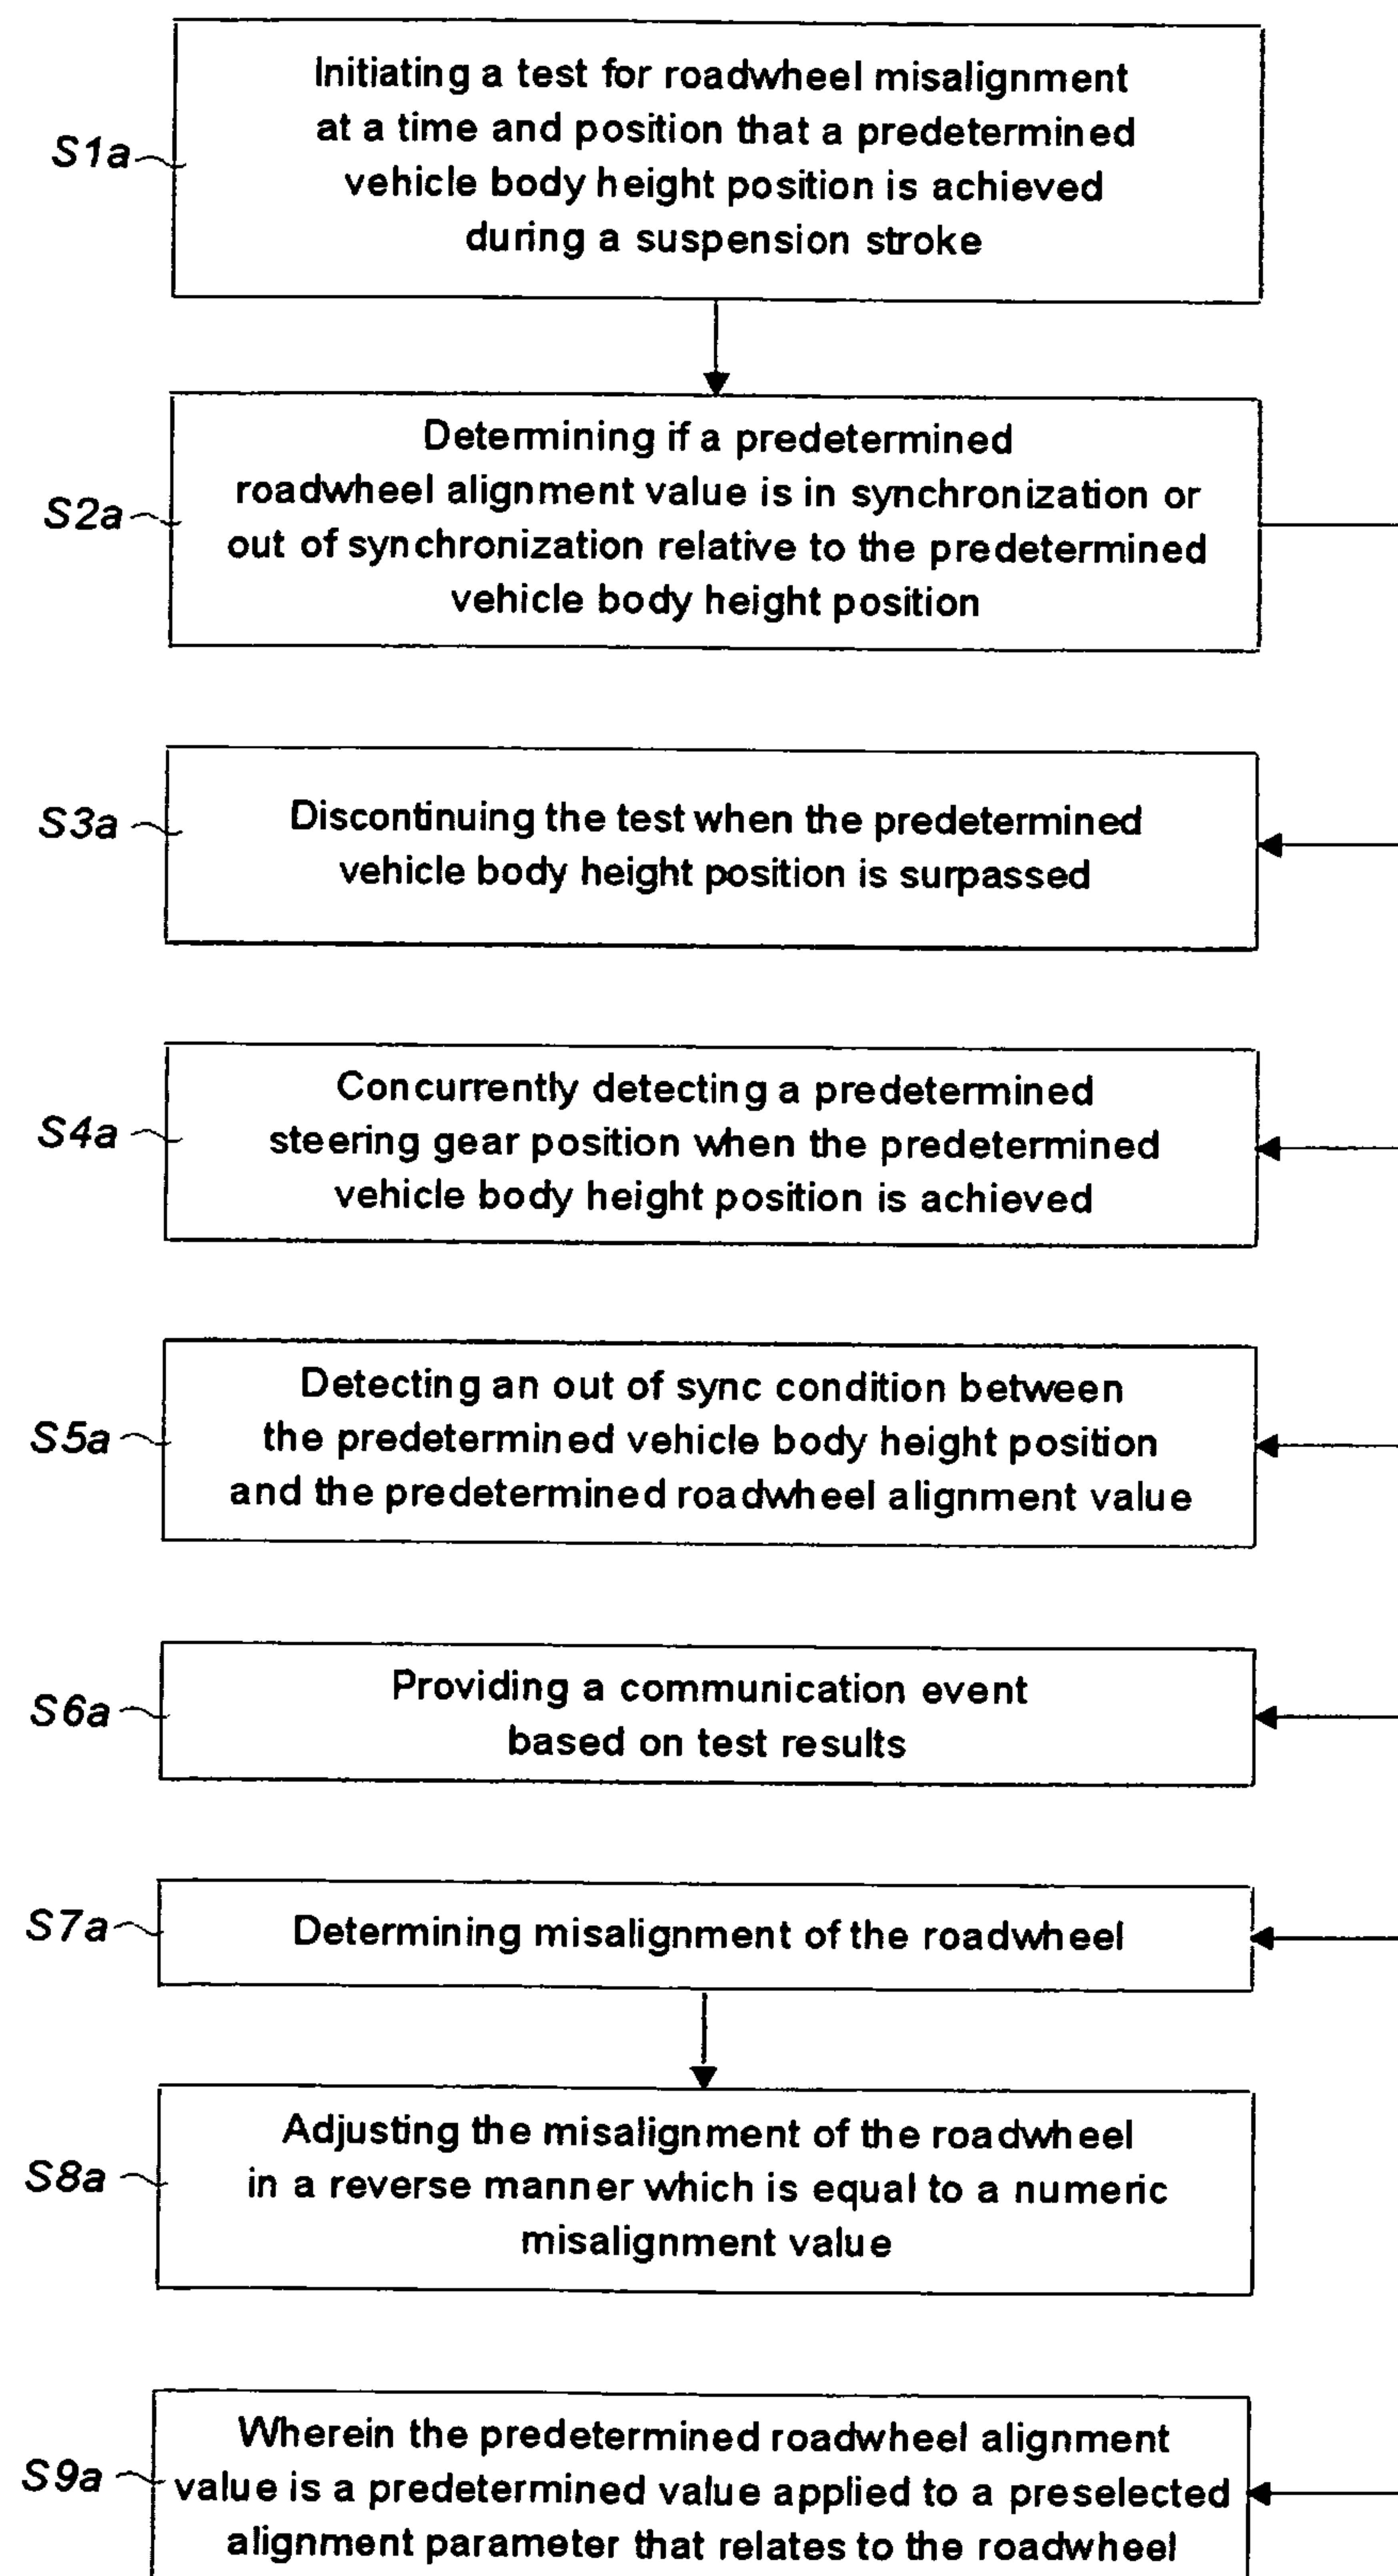 Initiating a test for roadwheel misalignment
at a time and position that a predetermined
vehicle body height position is achieved
during a suspension stroke
S1a
Determining if a predetermined
roadwheel alignment value is in synchronization or
out of synchronization relative to the predetermined
vehicle body height position
S2a
Discontinuing the test when the predetermined
vehicle body height position is surpassed
S3a
Concurrently detecting a predetermined
steering gear position when the predetermined
vehicle body height position is achieved
S4a
Detecting an out of sync condition between
the predetermined vehicle body height position
and the predetermined roadwheel alignment value
S5a
Providing a communication event
based on test results
S6a
Determining misalignment of the roadwheel
S7a
Adjusting the misalignment of the roadwheel
in a reverse manner which is equal to a numeric
misalignment value
S8a
Wherein the predetermined roadwheel alignment
value is a predetermined value applied to a preselected
alignment parameter that relates to the roadwheel
S9a